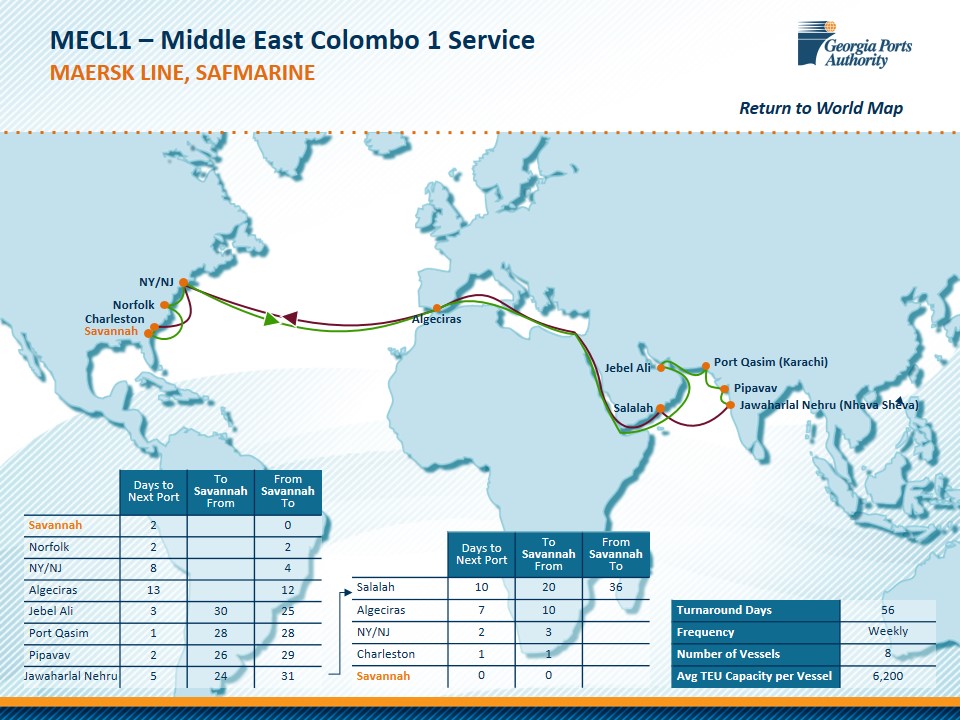 MECL1 – Middle East Colombo 1 Service
MAERSK LINE, SAFMARINE
Georgia Ports
Authority
Return to World Map
NY/NJ
Norfolk
Charleston
Savannah
Algeciras
Jebel Ali
Port Qasim (Karachi)
Pipavav
Salalah
Jawaharlal Nehru (Nhava Sheva)
Days to Next Port To Savannah From From Savannah To
Savannah 2 0
Norfolk 2 2
NY/NJ 8 4
Algeciras 13 12
Jebel Ali 3 30 25
Port Qasim 1 28 28
Pipavav 2 26 29
Jawaharlal Nehru 5 24 31
Days to Next Port To Savannah From From Savannah To
Salalah 10 20 36
Algeciras 7 10
NY/NJ 2 3
Charleston 1 1
Savannah 0 0
Turnaround Days 56
Frequency Weekly
Number of Vessels 8
Avg TEU Capacity per Vessel 6,200